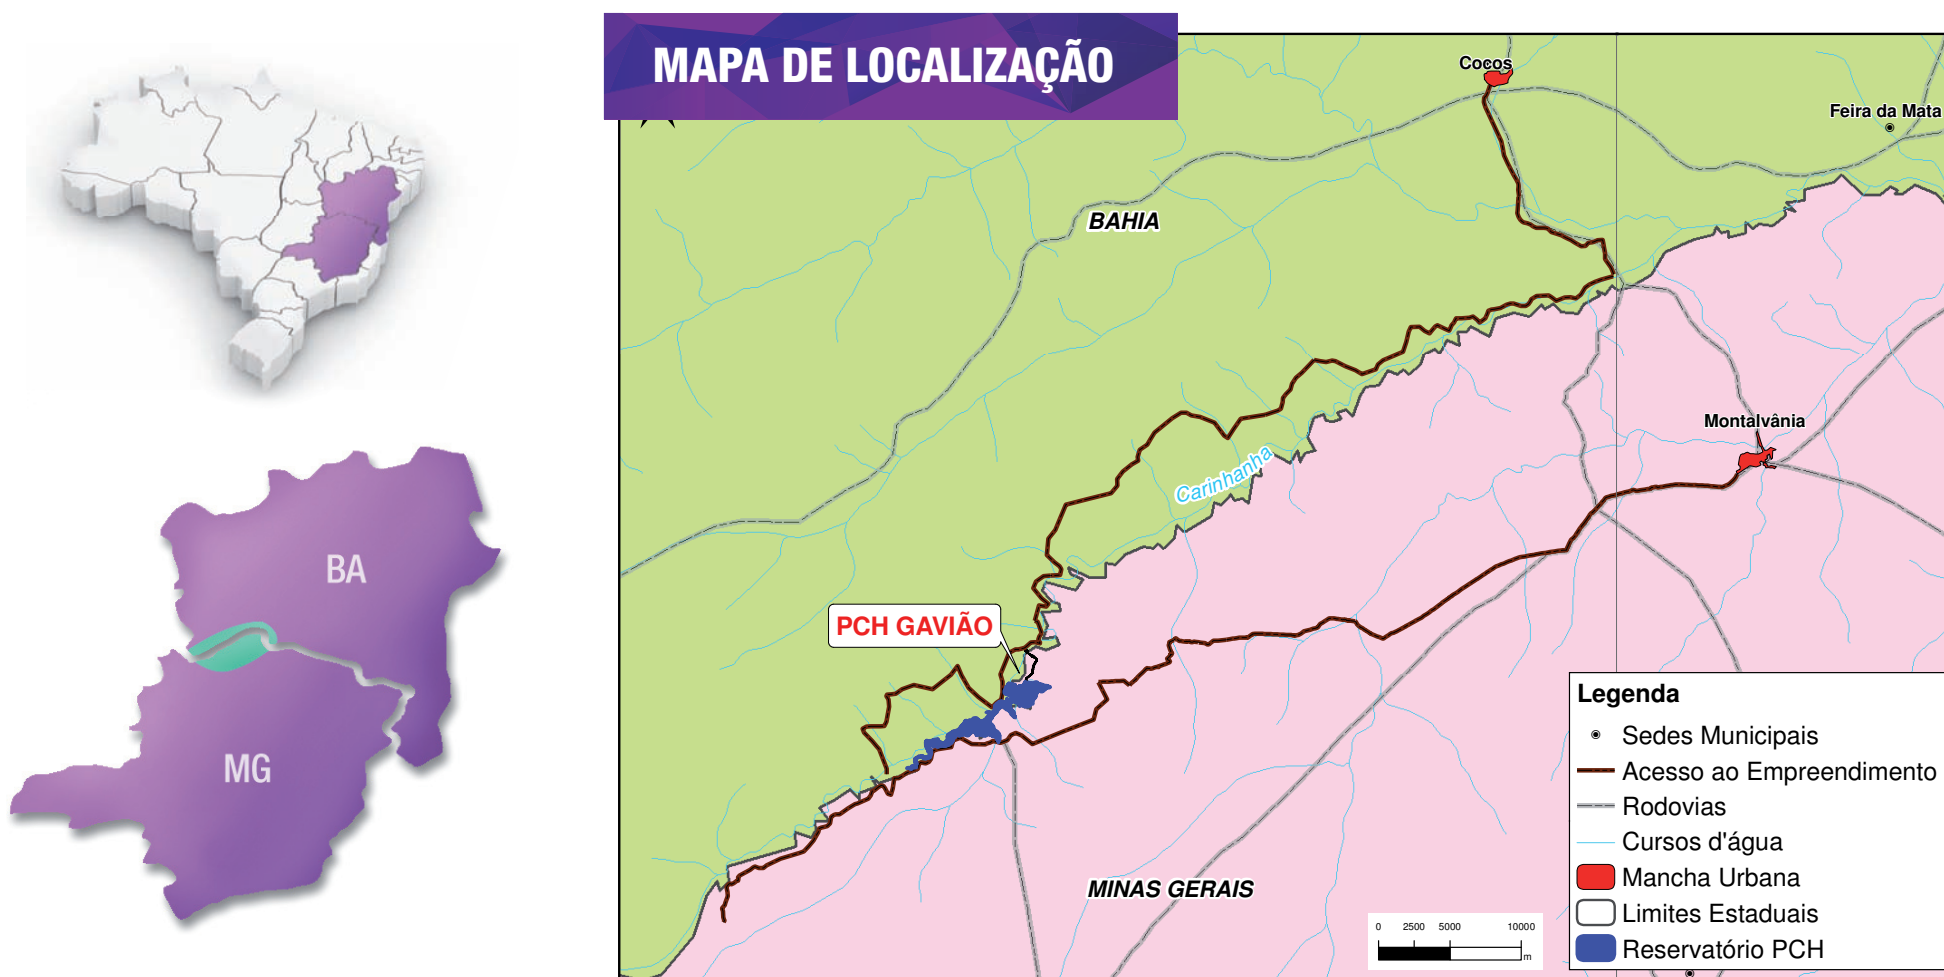 MAPA DE LOCALIZAÇÃO
Cocos
Feira da Mata
BAHIA
Montalvânia
Carinhanha
BA
PCH GAVIÃO
MG
MINAS GERAIS
0 2500 5000 10000
m
Legenda
Sedes Municipais
Acesso ao Empreendimento
Rodovias
Cursos d'água
Mancha Urbana
Limites Estaduais
Reservatório PCH